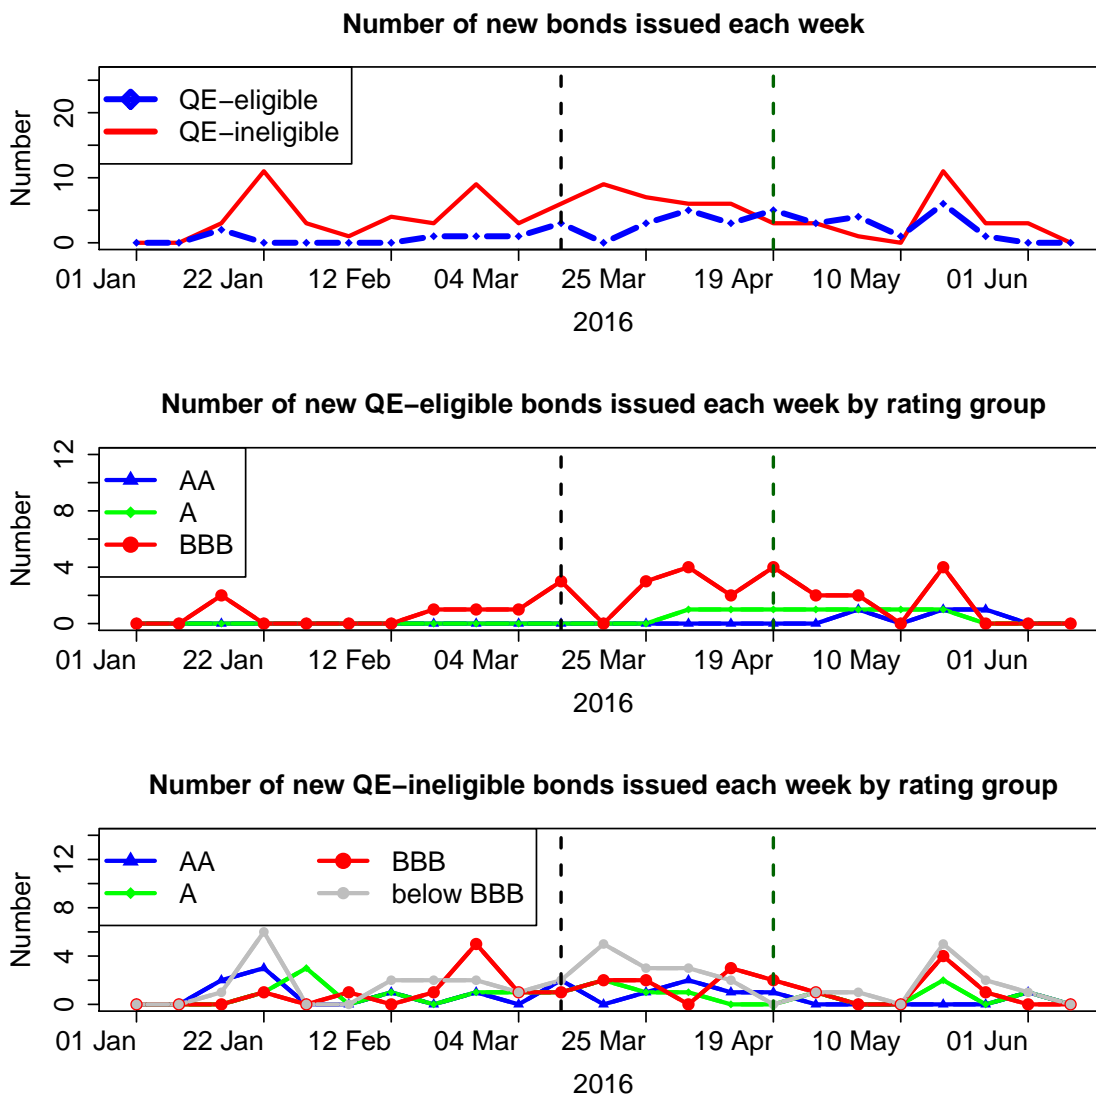 Number of new bonds issued each week
Number
0
10
20
QE−eligible
QE−ineligible
01 Jan 22 Jan 12 Feb 04 Mar 25 Mar 19 Apr 10 May 01 Jun
2016
Number of new QE−eligible bonds issued each week by rating group
Number
0
4
8
12
AA
A
BBB
01 Jan 22 Jan 12 Feb 04 Mar 25 Mar 19 Apr 10 May 01 Jun
2016
Number of new QE−ineligible bonds issued each week by rating group
Number
0
4
8
12
AA BBB
A below BBB
01 Jan 22 Jan 12 Feb 04 Mar 25 Mar 19 Apr 10 May 01 Jun
2016